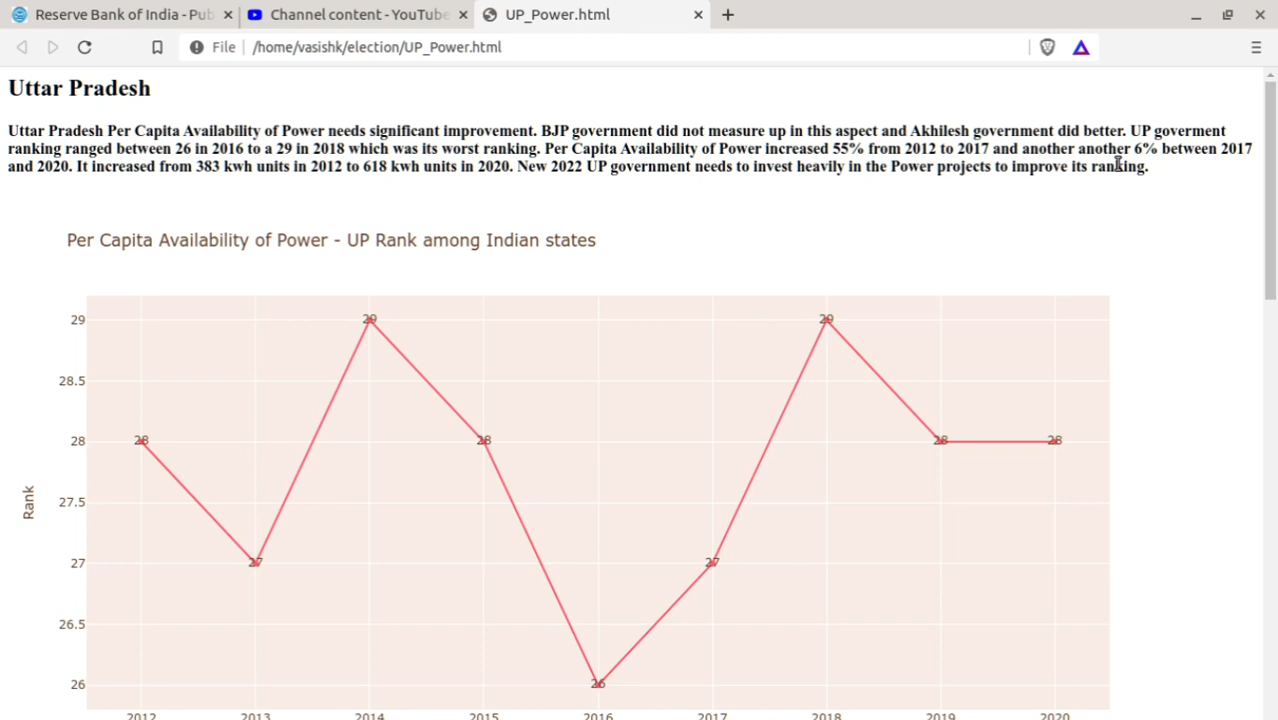 Reserve Bank of India - Pub
Channel content - YouTube
UP_Power.html
File
/home/vasishk/election/UP_Power.html
Uttar Pradesh
Uttar Pradesh Per Capita Availability of Power needs significant improvement. BJP government did not measure up in this aspect and Akhilesh government did better. UP goverment
ranking ranged between 26 in 2016 to a 29 in 2018 which was its worst ranking. Per Capita Availability of Power increased 55% from 2012 to 2017 and another another 6% between 2017
and 2020. It increased from 383 kwh units in 2012 to 618 kwh units in 2020. New 2022 UP government needs to invest heavily in the Power projects to improve its ranking.
Per Capita Availability of Power - UP Rank among Indian states
29
28.5
28
27.5
27
26.5
26
Rank
28
27
29
28
26
27
29
28
28
2012
2013
2014
2015
2016
2017
2018
2019
2020